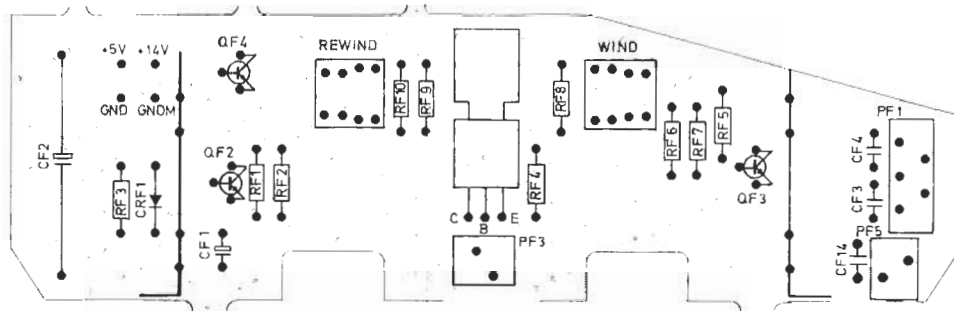 QF4
+5V +14V
REWIND
WIND
GND GNDM
RF10
RF9
RF8
RF5
PF1
RF6
RF7
CF2
QF2
CF4
RF3
CRF1
RF1
RF2
RF4
QF3
CF3
C
B
E
CF1
PF3
PF5
CF14